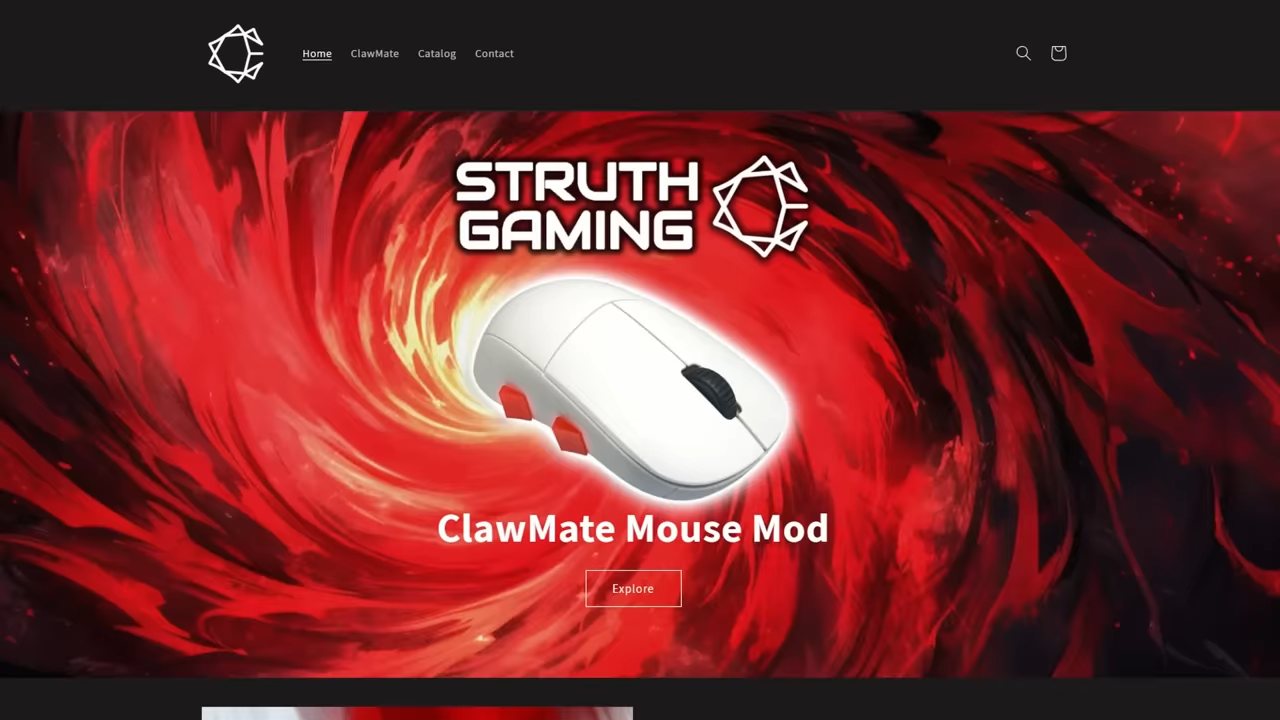 Home
ClawMate
Catalog
Contact
STRUTH
GAMING
ClawMate Mouse Mod
Explore